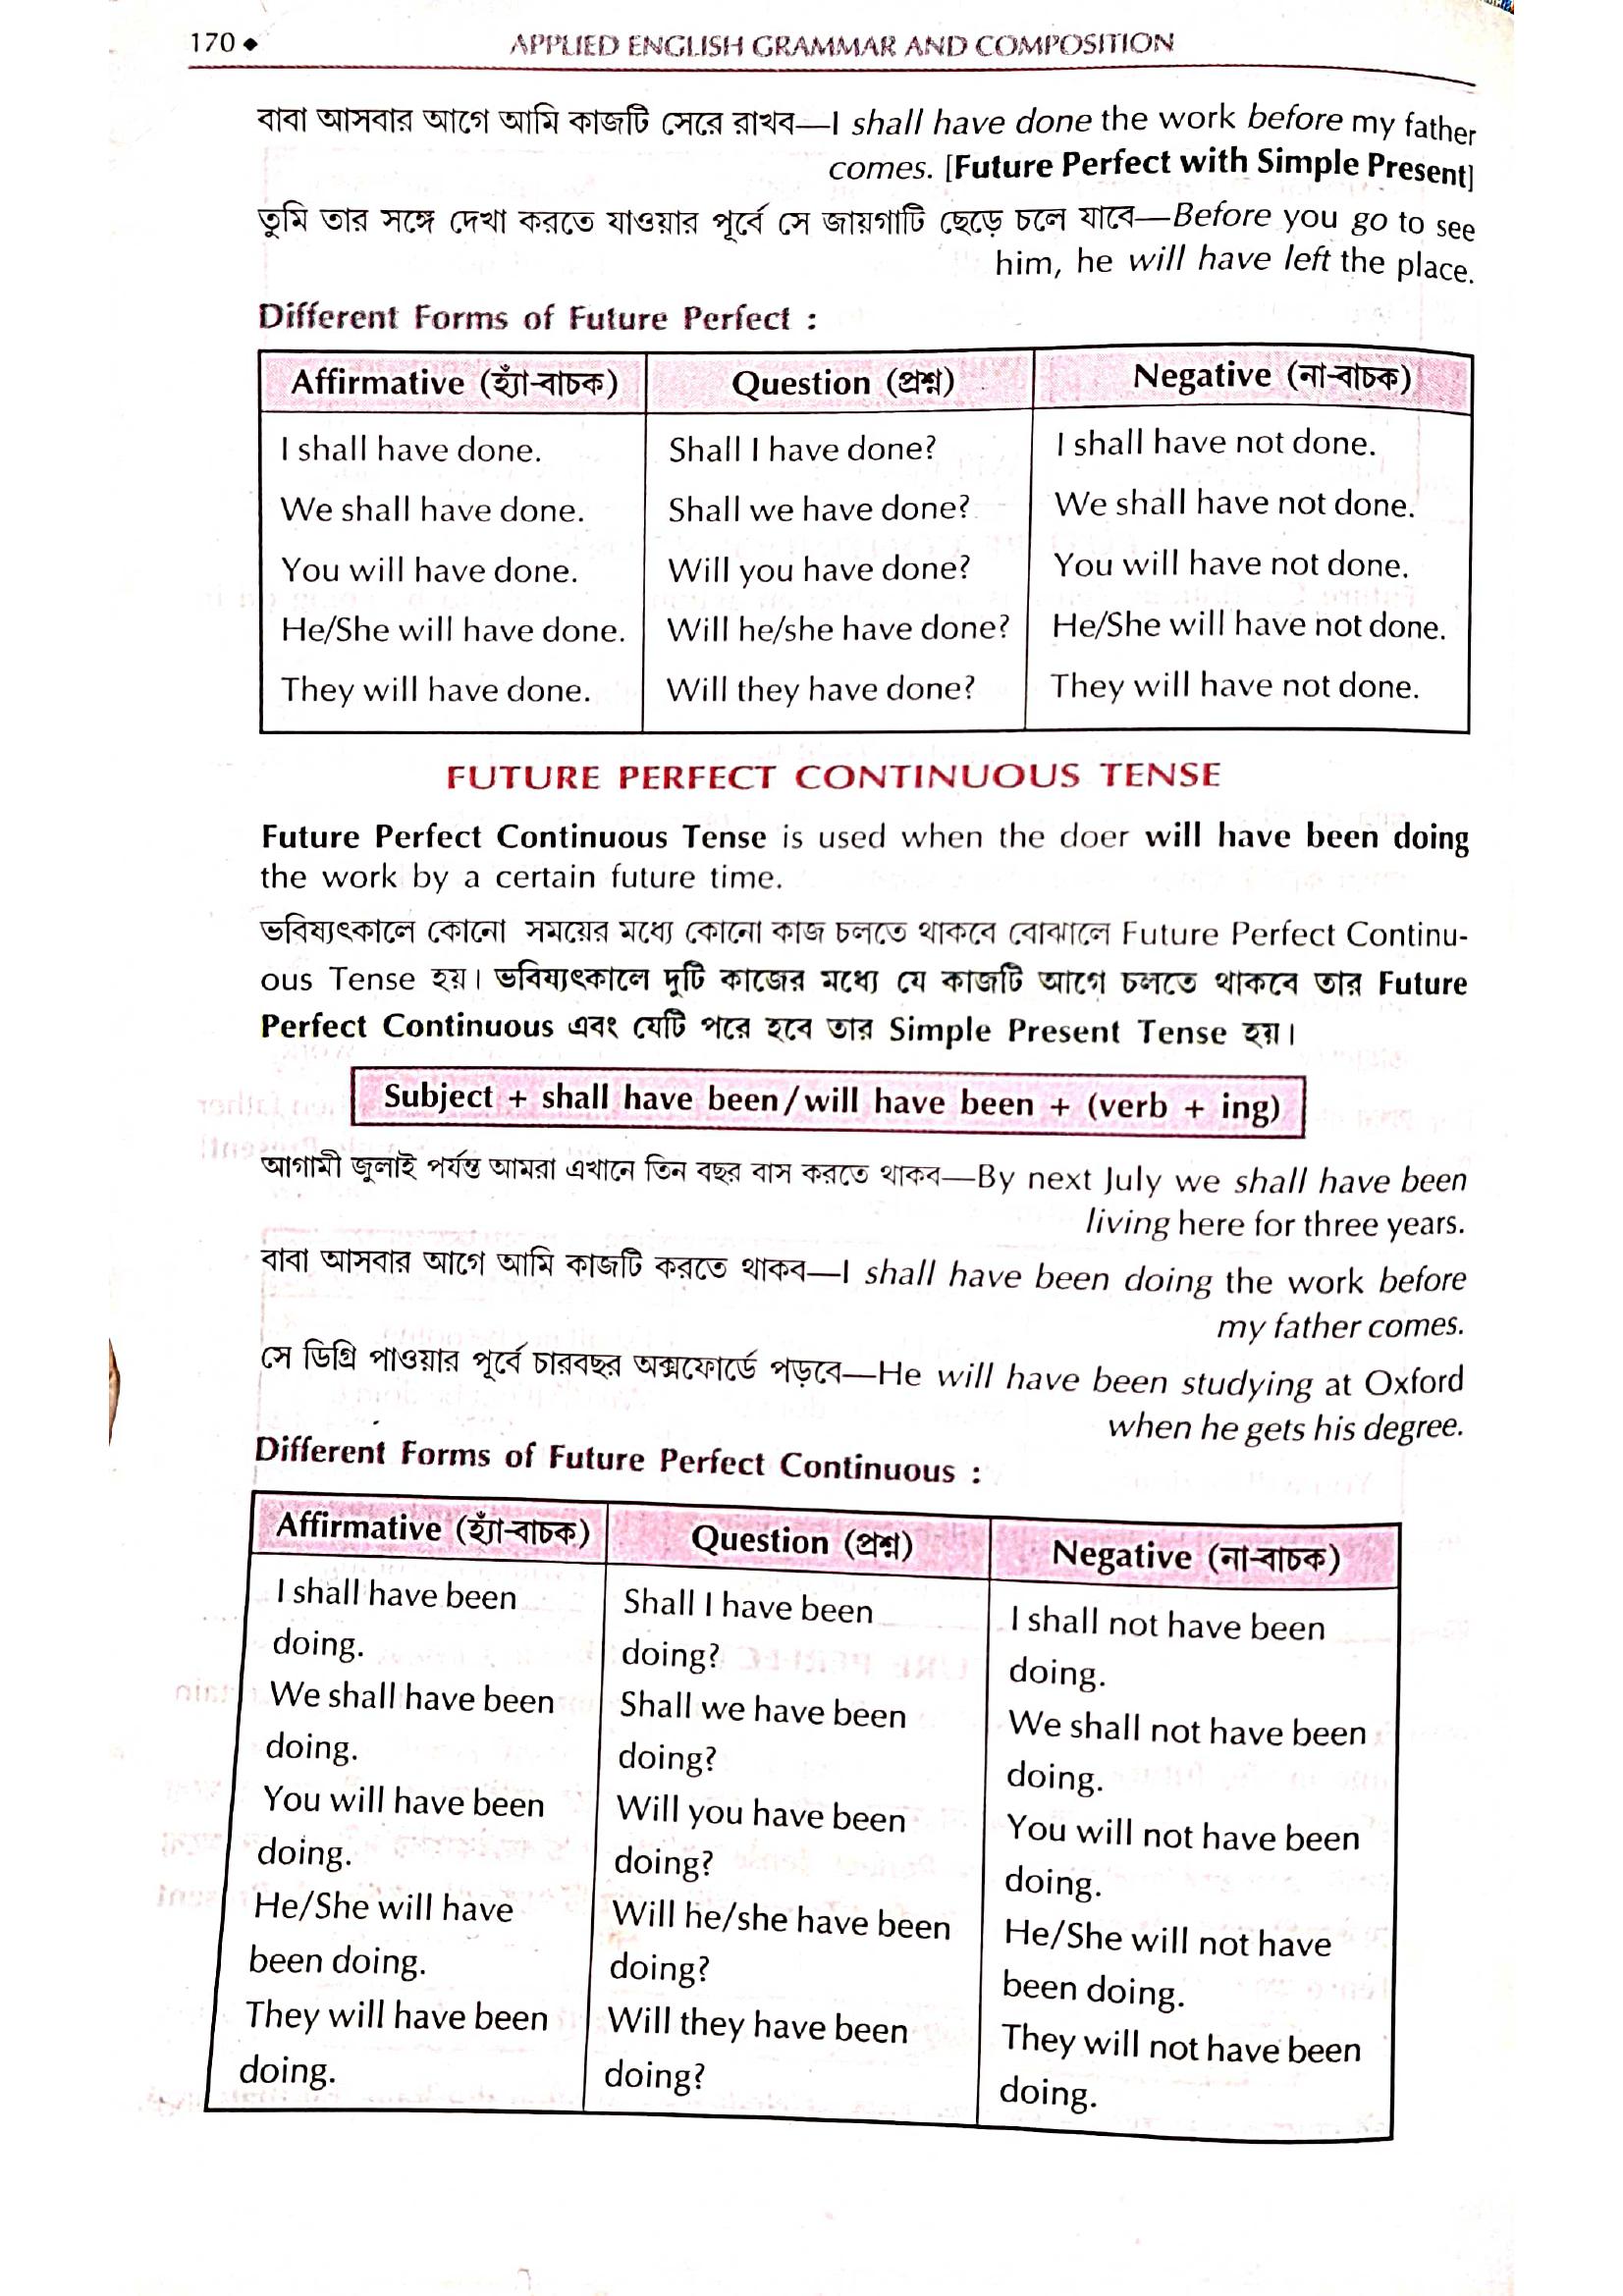 170◆ APPLIED ENGLISH GRAMMAR AND COMPOSITION
বাবা আসবার আগে আমি কাজটি সেরে রাখব—I shall have done the work before my father
comes. [Future Perfect with Simple Present]
তুমি তার সঙ্গে দেখা করতে যাওয়ার পূর্বে সে জায়গাটি ছেড়ে চলে যাবে—Before you go to see
him, he will have left the place.
Different Forms of Future Perfect :
Affirmative (হ্যাঁ-বাচক) Question (প্রশ্ন) Negative (না-বাচক)
I shall have done. Shall I have done? I shall have not done.
We shall have done. Shall we have done? We shall have not done.
You will have done. Will you have done? You will have not done.
He/She will have done. Will he/she have done? He/She will have not done.
They will have done. Will they have done? They will have not done.
FUTURE PERFECT CONTINUOUS TENSE
Future Perfect Continuous Tense is used when the doer will have been doing
the work by a certain future time.
ভবিষ্যৎকালে কোনো সময়ের মধ্যে কোনো কাজ চলতে থাকবে বোঝালে Future Perfect Continu-
ous Tense হয়। ভবিষ্যৎকালে দুটি কাজের মধ্যে যে কাজটি আগে চলতে থাকবে তার Future
Perfect Continuous এবং যেটি পরে হবে তার Simple Present Tense হয়।
Subject + shall have been/will have been + (verb + ing)
আগামী জুলাই পর্যন্ত আমরা এখানে তিন বছর বাস করতে থাকব—By next July we shall have been
living here for three years.
বাবা আসবার আগে আমি কাজটি করতে থাকব—I shall have been doing the work before
my father comes.
সে ডিগ্রি পাওয়ার পূর্বে চারবছর অক্সফোর্ডে পড়বে—He will have been studying at Oxford
when he gets his degree.
Different Forms of Future Perfect Continuous :
Affirmative (হ্যাঁ-বাচক) Question (প্রশ্ন) Negative (না-বাচক)
I shall have been Shall I have been I shall not have been
doing. doing? doing.
We shall have been Shall we have been We shall not have been
doing. doing? doing.
You will have been Will you have been You will not have been
doing. doing? doing.
He/She will have Will he/she have been He/She will not have
been doing. doing? been doing.
They will have been Will they have been They will not have been
doing. doing? doing.